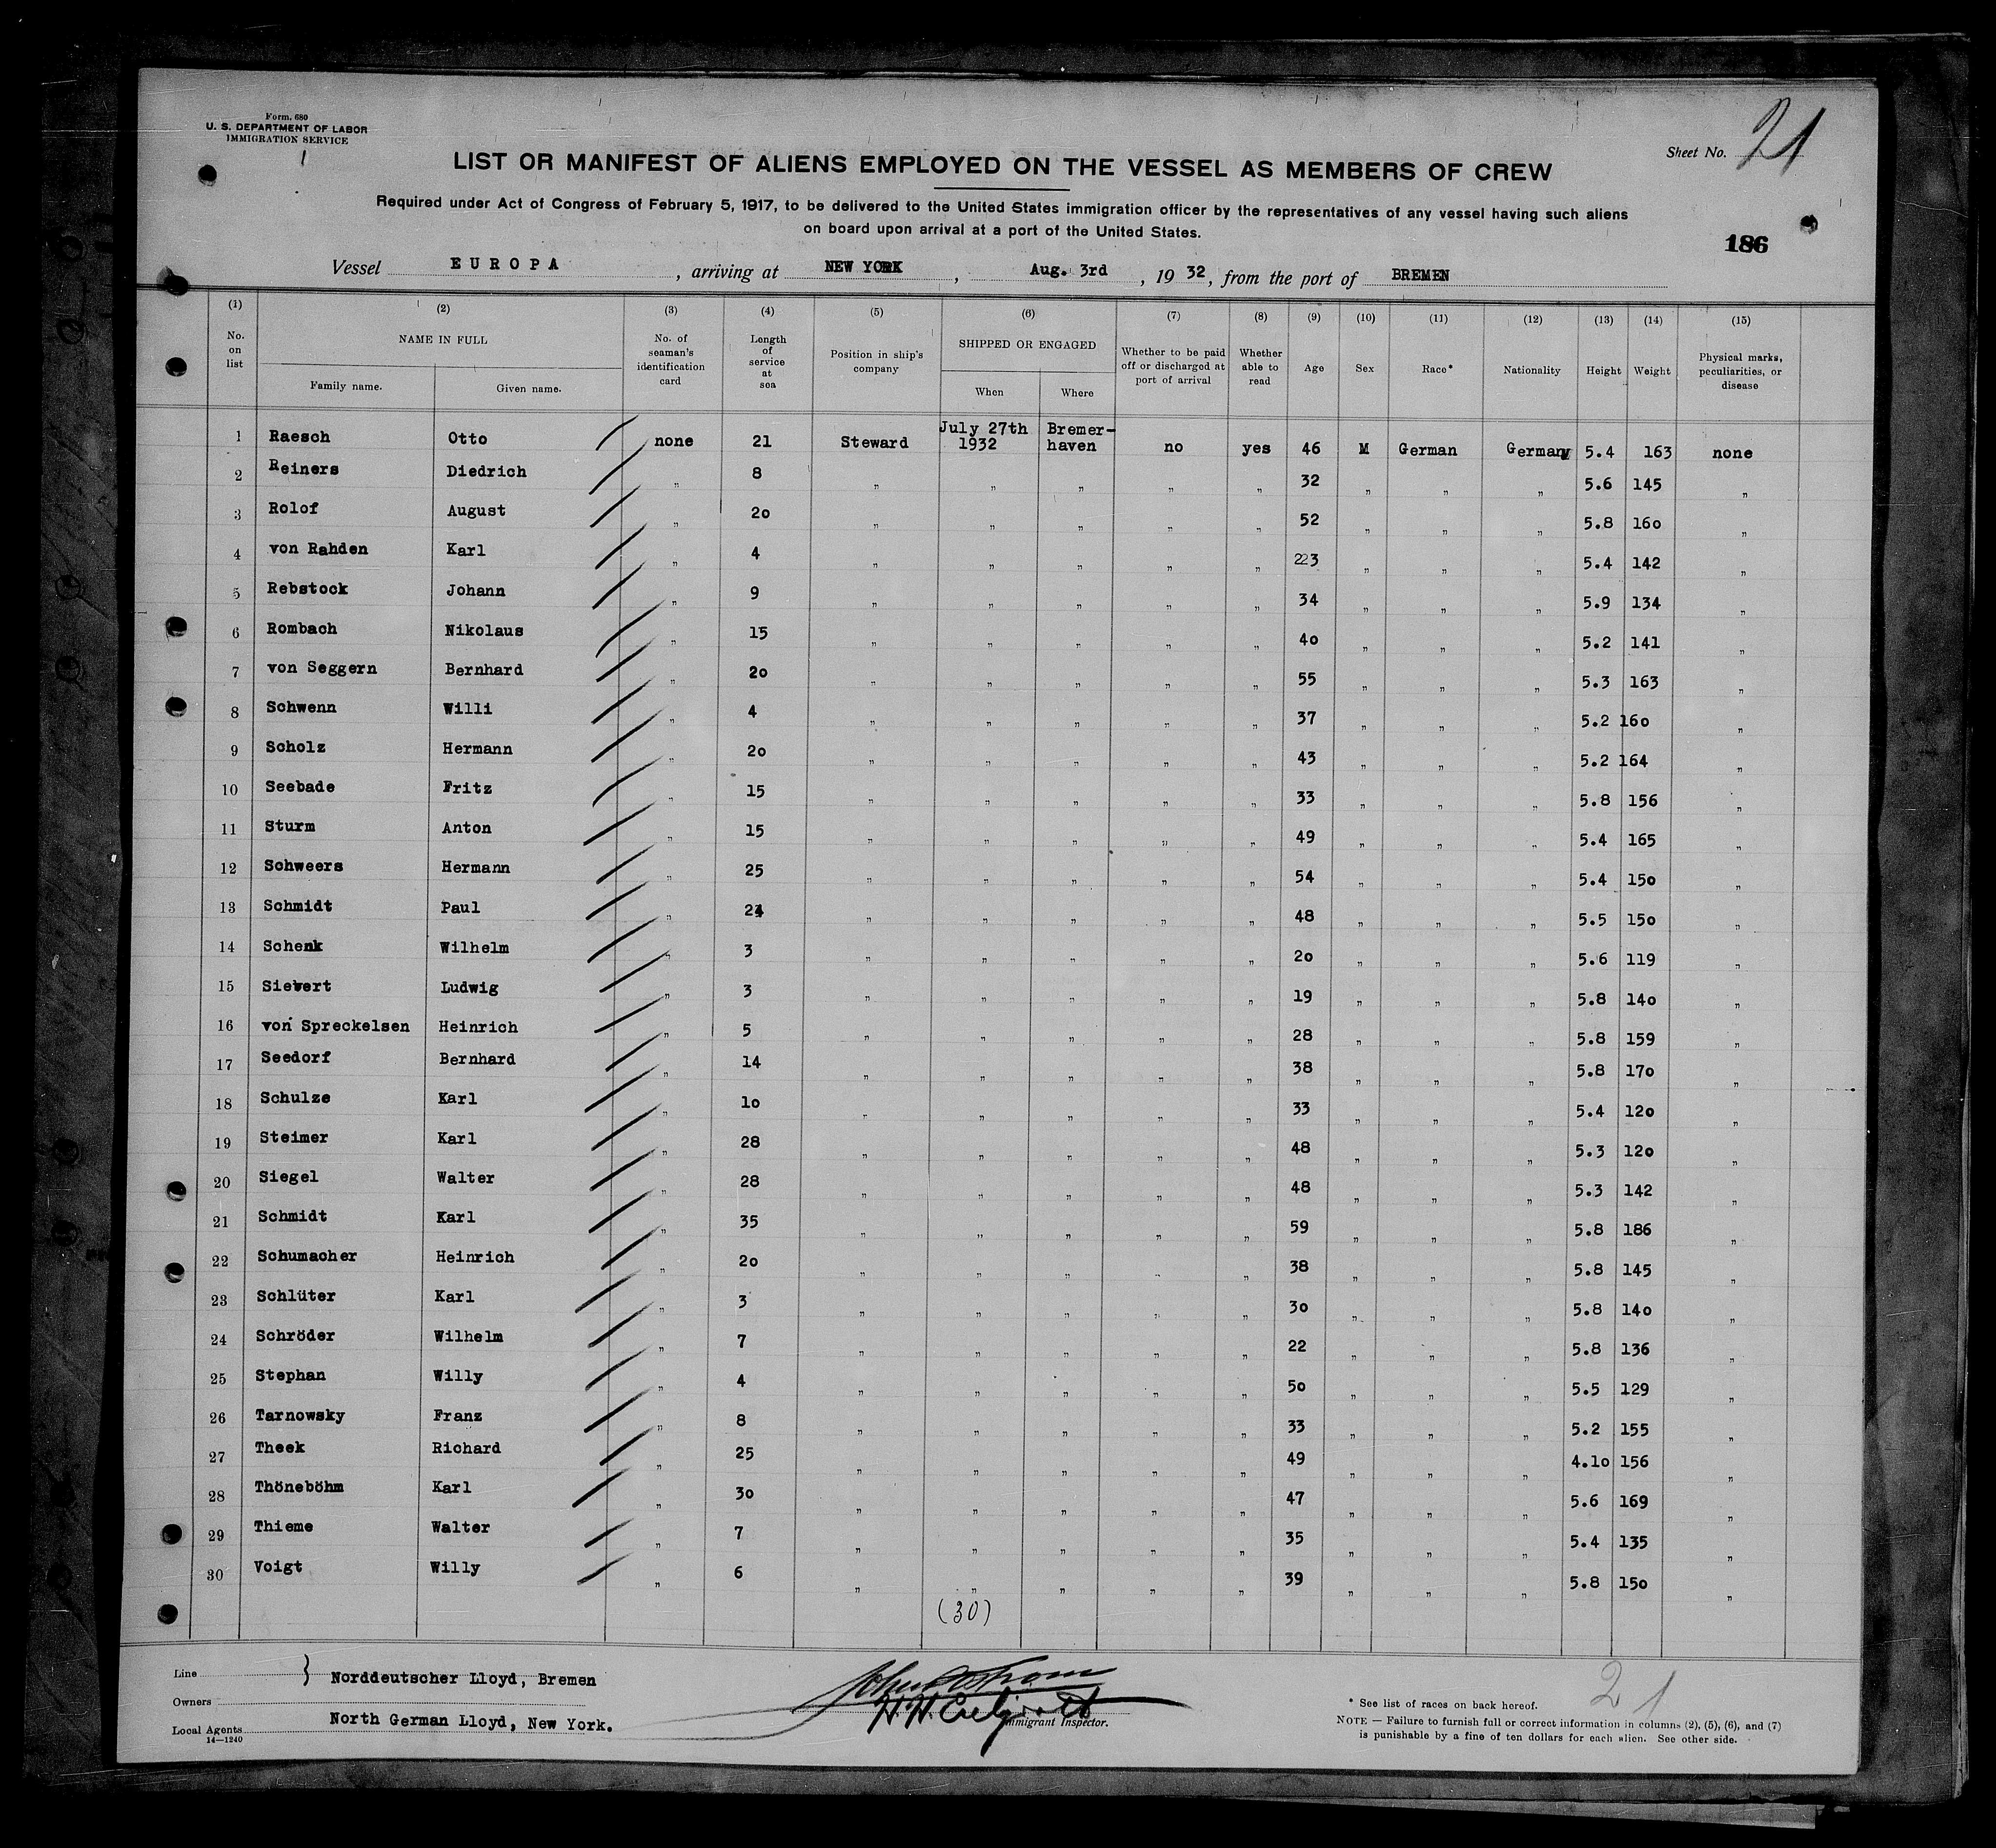 Form. 680
U. S. DEPARTMENT OF LABOR
IMMIGRATION SERVICE
Sheet No. 21
LIST OR MANIFEST OF ALIENS EMPLOYED ON THE VESSEL AS MEMBERS OF CREW
Required under Act of Congress of February 5, 1917, to be delivered to the United States immigration officer by the representatives of any vessel having such aliens
on board upon arrival at a port of the United States.
186
Vessel EUROPA, arriving at NEW YORK, Aug. 3rd, 19 32, from the port of BREMEN
(1) No. on list
(2) NAME IN FULL Family name. Given name.
(3) No. of seaman's identification card
(4) Length of service at sea
(5) Position in ship's company
(6) SHIPPED OR ENGAGED When Where
(7) Whether to be paid off or discharged at port of arrival
(8) Whether able to read
(9) Age
(10) Sex
(11) Race*
(12) Nationality
(13) Height
(14) Weight
(15) Physical marks, peculiarities, or disease
1 Raesch Otto none 21 Steward July 27th 1932 Bremer-haven no yes 46 M German Germany 5.4 163 none
2 Reiners Diedrich " 8 " " " " " 32 " " " 5.6 145 "
3 Rolof August " 20 " " " " " 52 " " " 5.8 160 "
4 von Rahden Karl " 4 " " " " " 223 " " " 5.4 142 "
5 Rebstock Johann " 9 " " " " " 34 " " " 5.9 134 "
6 Rombach Nikolaus " 15 " " " " " 40 " " " 5.2 141 "
7 von Seggern Bernhard " 20 " " " " " 55 " " " 5.3 163 "
8 Schwenn Willi " 4 " " " " " 37 " " " 5.2 160 "
9 Scholz Hermann " 20 " " " " " 43 " " " 5.2 164 "
10 Seebade Fritz " 15 " " " " " 33 " " " 5.8 156 "
11 Sturm Anton " 15 " " " " " 49 " " " 5.4 165 "
12 Schweers Hermann " 25 " " " " " 54 " " " 5.4 150 "
13 Schmidt Paul " 24 " " " " " 48 " " " 5.5 150 "
14 Schenk Wilhelm " 3 " " " " " 20 " " " 5.6 119 "
15 Sievert Ludwig " 3 " " " " " 19 " " " 5.8 140 "
16 von Spreckelsen Heinrich " 5 " " " " " 28 " " " 5.8 159 "
17 Seedorf Bernhard " 14 " " " " " 38 " " " 5.8 170 "
18 Schulze Karl " 10 " " " " " 33 " " " 5.4 120 "
19 Steimer Karl " 28 " " " " " 48 " " " 5.3 120 "
20 Siegel Walter " 28 " " " " " 48 " " " 5.3 142 "
21 Schmidt Karl " 35 " " " " " 59 " " " 5.8 186 "
22 Schumacher Heinrich " 20 " " " " " 38 " " " 5.8 145 "
23 Schlüter Karl " 3 " " " " " 30 " " " 5.8 140 "
24 Schröder Wilhelm " 7 " " " " " 22 " " " 5.8 136 "
25 Stephan Willy " 4 " " " " " 50 " " " 5.5 129 "
26 Tarnowsky Franz " 8 " " " " " 33 " " " 5.2 155 "
27 Theek Richard " 25 " " " " " 49 " " " 4.10 156 "
28 Thöneböhm Karl " 30 " " " " " 47 " " " 5.6 169 "
29 Thieme Walter " 7 " " " " " 35 " " " 5.4 135 "
30 Voigt Willy " 6 " " " " " 39 " " " 5.8 150 "
(30)
Line
Norddeutscher Lloyd, Bremen
Owners
North German Lloyd, New York.
Local Agents
14—1240
Immigrant Inspector.
21
* See list of races on back hereof.
NOTE — Failure to furnish full or correct information in columns (2), (5), (6), and (7)
is punishable by a fine of ten dollars for each alien. See other side.